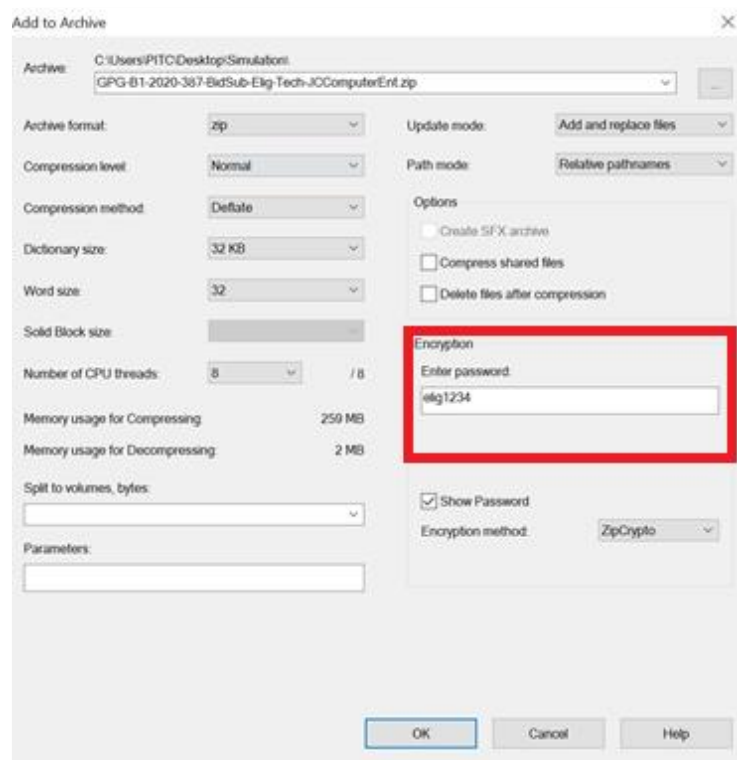 Add to Archive
Archive: C:\Users\PITC\Desktop\Simulation\
GPG-B1-2020-387-BidSub-Elig-Tech-JCComputerEnt.zip
...
Archive format: zip
Update mode: Add and replace files
Compression level: Normal
Path mode: Relative pathnames
Compression method: Deflate
Options
Create SFX archive
Dictionary size: 32 KB
Compress shared files
Word size: 32
Delete files after compression
Solid Block size:
Encryption
Number of CPU threads: 8 / 8
Enter password:
elig1234
Memory usage for Compressing: 259 MB
Memory usage for Decompressing: 2 MB
Split to volumes, bytes:
Show Password
Encryption method: ZipCrypto
Parameters:
OK Cancel Help